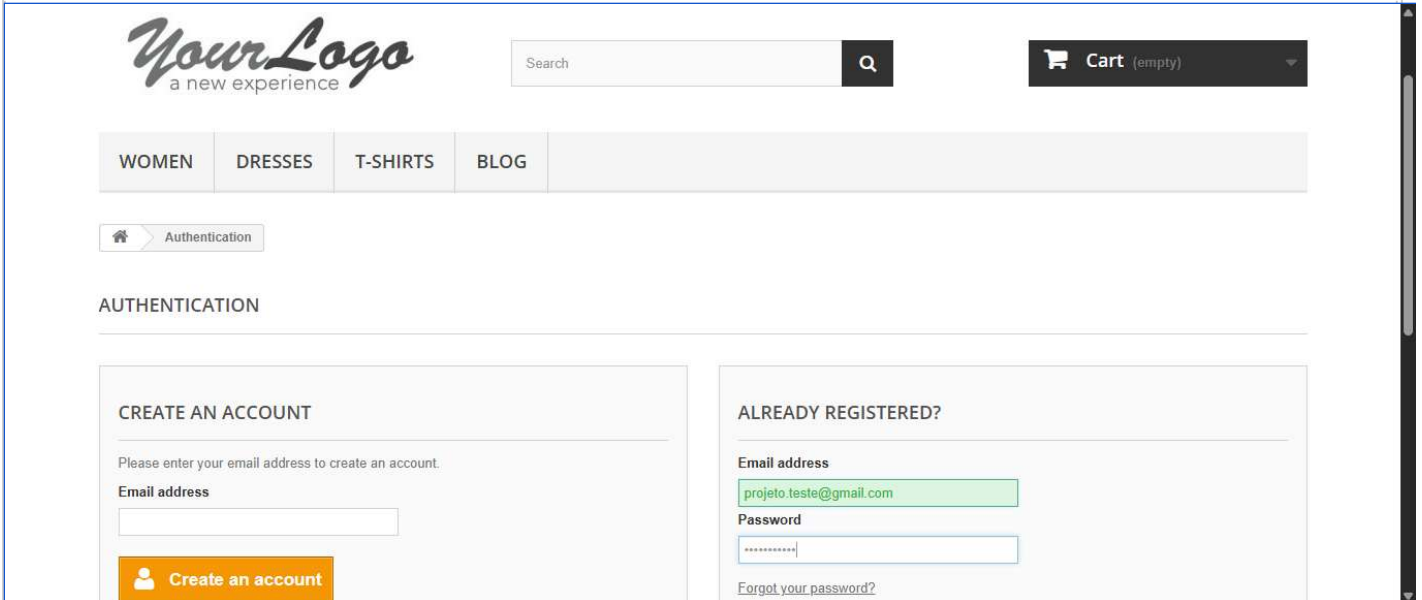 YourLogo
a new experience
Search
Cart (empty)
WOMEN DRESSES T-SHIRTS BLOG
Authentication
AUTHENTICATION
CREATE AN ACCOUNT
Please enter your email address to create an account.
Email address
Create an account
ALREADY REGISTERED?
Email address
projeto.teste@gmail.com
Password
•••••••••••
Forgot your password?